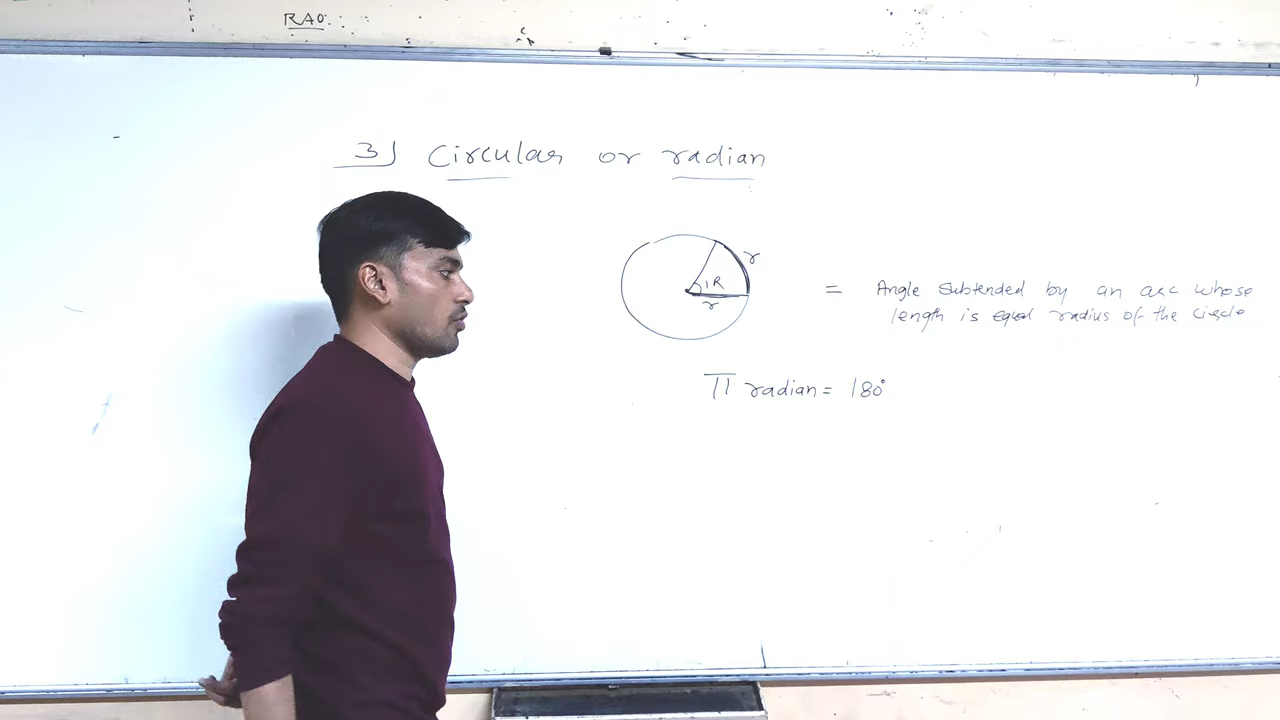 RAO.
3) Circular or radian
r
1R
r
= Angle subtended by an arc whose
length is equal radius of the circle
π radian = 180°